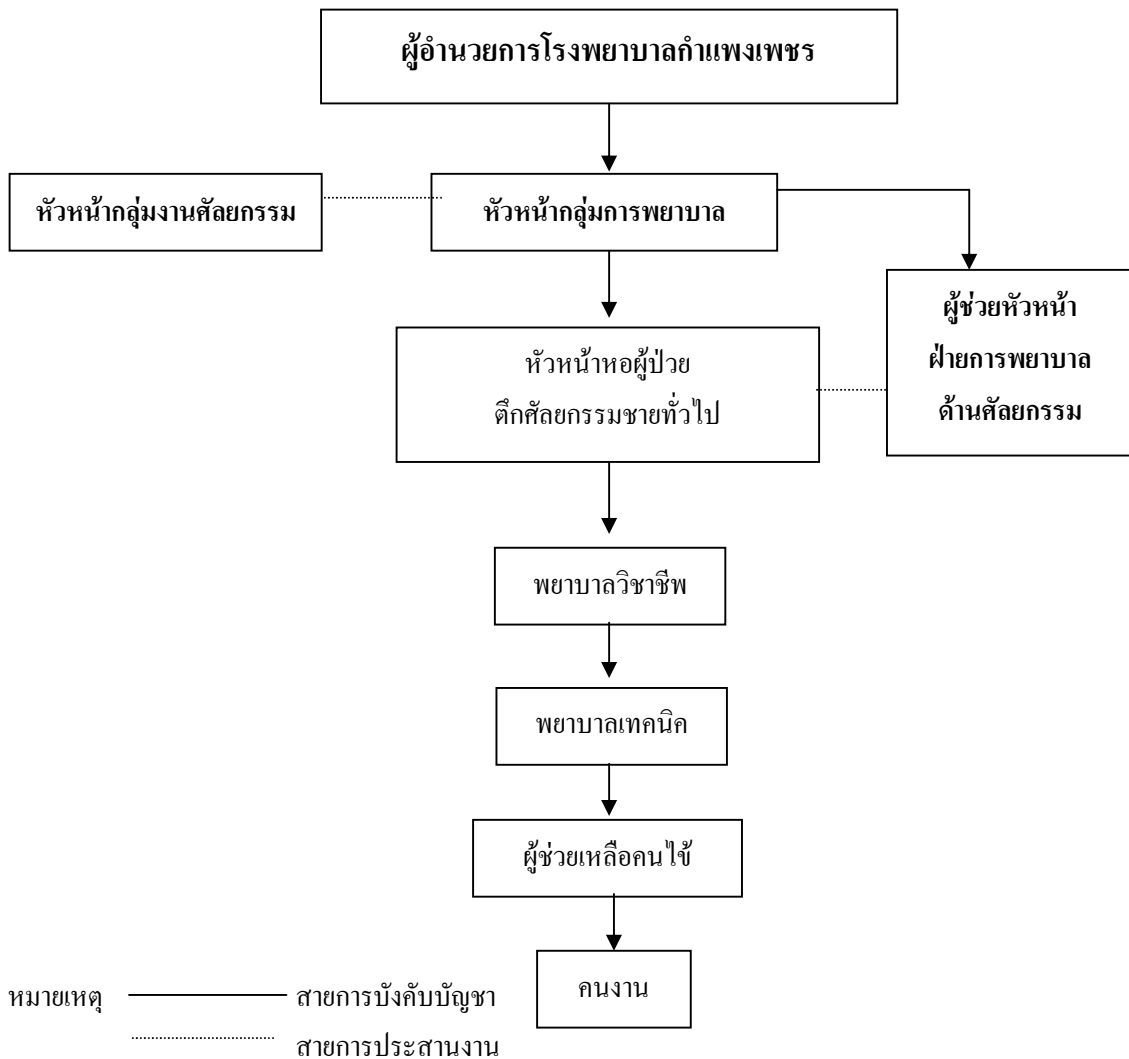 ผู้อำนวยการโรงพยาบาลกำแพงเพชร
หัวหน้ากลุ่มงานศัลยกรรม
หัวหน้ากลุ่มการพยาบาล
ผู้ช่วยหัวหน้า
ฝ่ายการพยาบาล
ด้านศัลยกรรม
หัวหน้าหอผู้ป่วย
ตึกศัลยกรรมชายทั่วไป
พยาบาลวิชาชีพ
พยาบาลเทคนิค
ผู้ช่วยเหลือคนไข้
คนงาน
หมายเหตุ สายการบังคับบัญชา
สายการประสานงาน